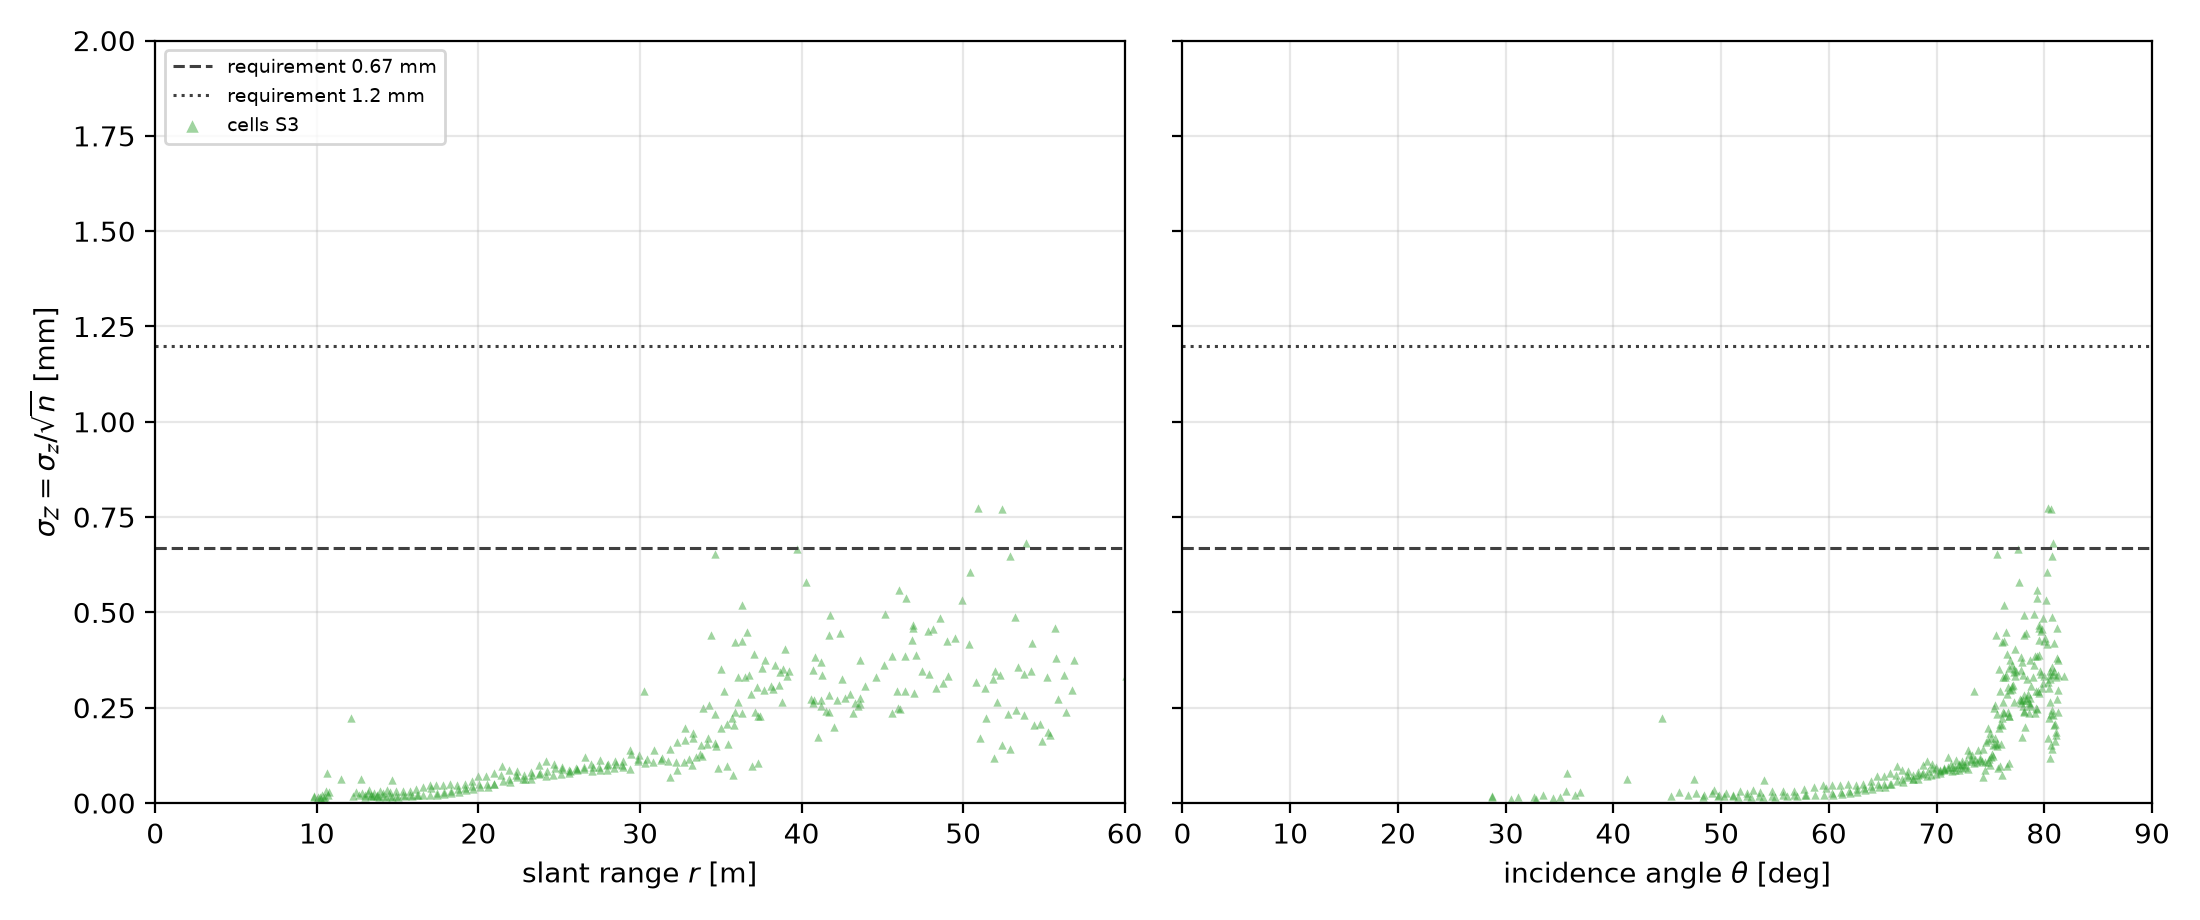 requirement 0.67 mm
requirement 1.2 mm
cells S3
σ_Z = σ_z/√n [mm]
2.00
1.75
1.50
1.25
1.00
0.75
0.50
0.25
0.00
0 10 20 30 40 50 60
slant range r [m]
0 10 20 30 40 50 60 70 80 90
incidence angle θ [deg]